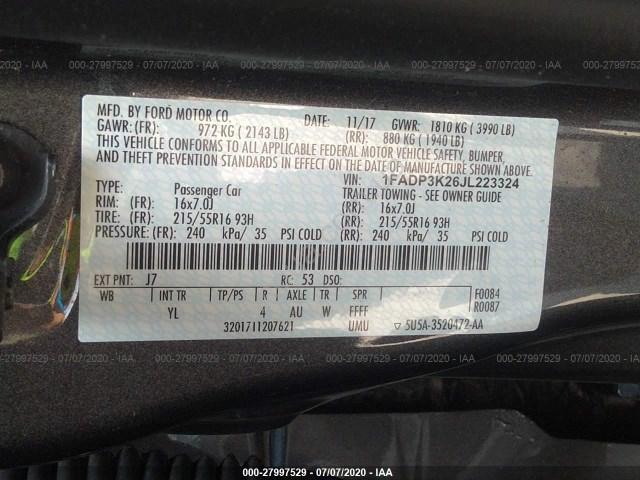 000-27997529 - 07/07/2020 - IAA 000-27997529 - 07/07/2020 - IAA 000-27997529 - 07/07/2020 - IAA
MFD. BY FORD MOTOR CO. DATE: 11/17 GVWR: 1810 KG ( 3990 LB)
GAWR: (FR): 972 KG ( 2143 LB) (RR): 880 KG ( 1940 LB)
THIS VEHICLE CONFORMS TO ALL APPLICABLE FEDERAL MOTOR VEHICLE SAFETY, BUMPER,
AND THEFT PREVENTION STANDARDS IN EFFECT ON THE DATE OF MANUFACTURE SHOWN ABOVE.
VIN: 1FADP3K26JL223324
TYPE: Passenger Car TRAILER TOWING - SEE OWNER GUIDE
RIM: (FR): 16x7.0J (RR): 16x7.0J
TIRE: (FR): 215/55R16 93H (RR): 215/55R16 93H
PRESSURE: (FR): 240 kPa/ 35 PSI COLD (RR): 240 kPa/ 35 PSI COLD
EXT PNT: J7 RC: 53 DSO:
WB INT TR TP/PS R AXLE TR SPR F0084
YL 4 AU W FFFF R0087
3201711207621 UMU ▽ 5U5A-3520472-AA
000-27997529 - 07/07/2020 - IAA 000-27997529 - 07/07/2020 - IAA 000-27997529 - 07/07/2020 - IAA
000-27997529 - 07/07/2020 - IAA